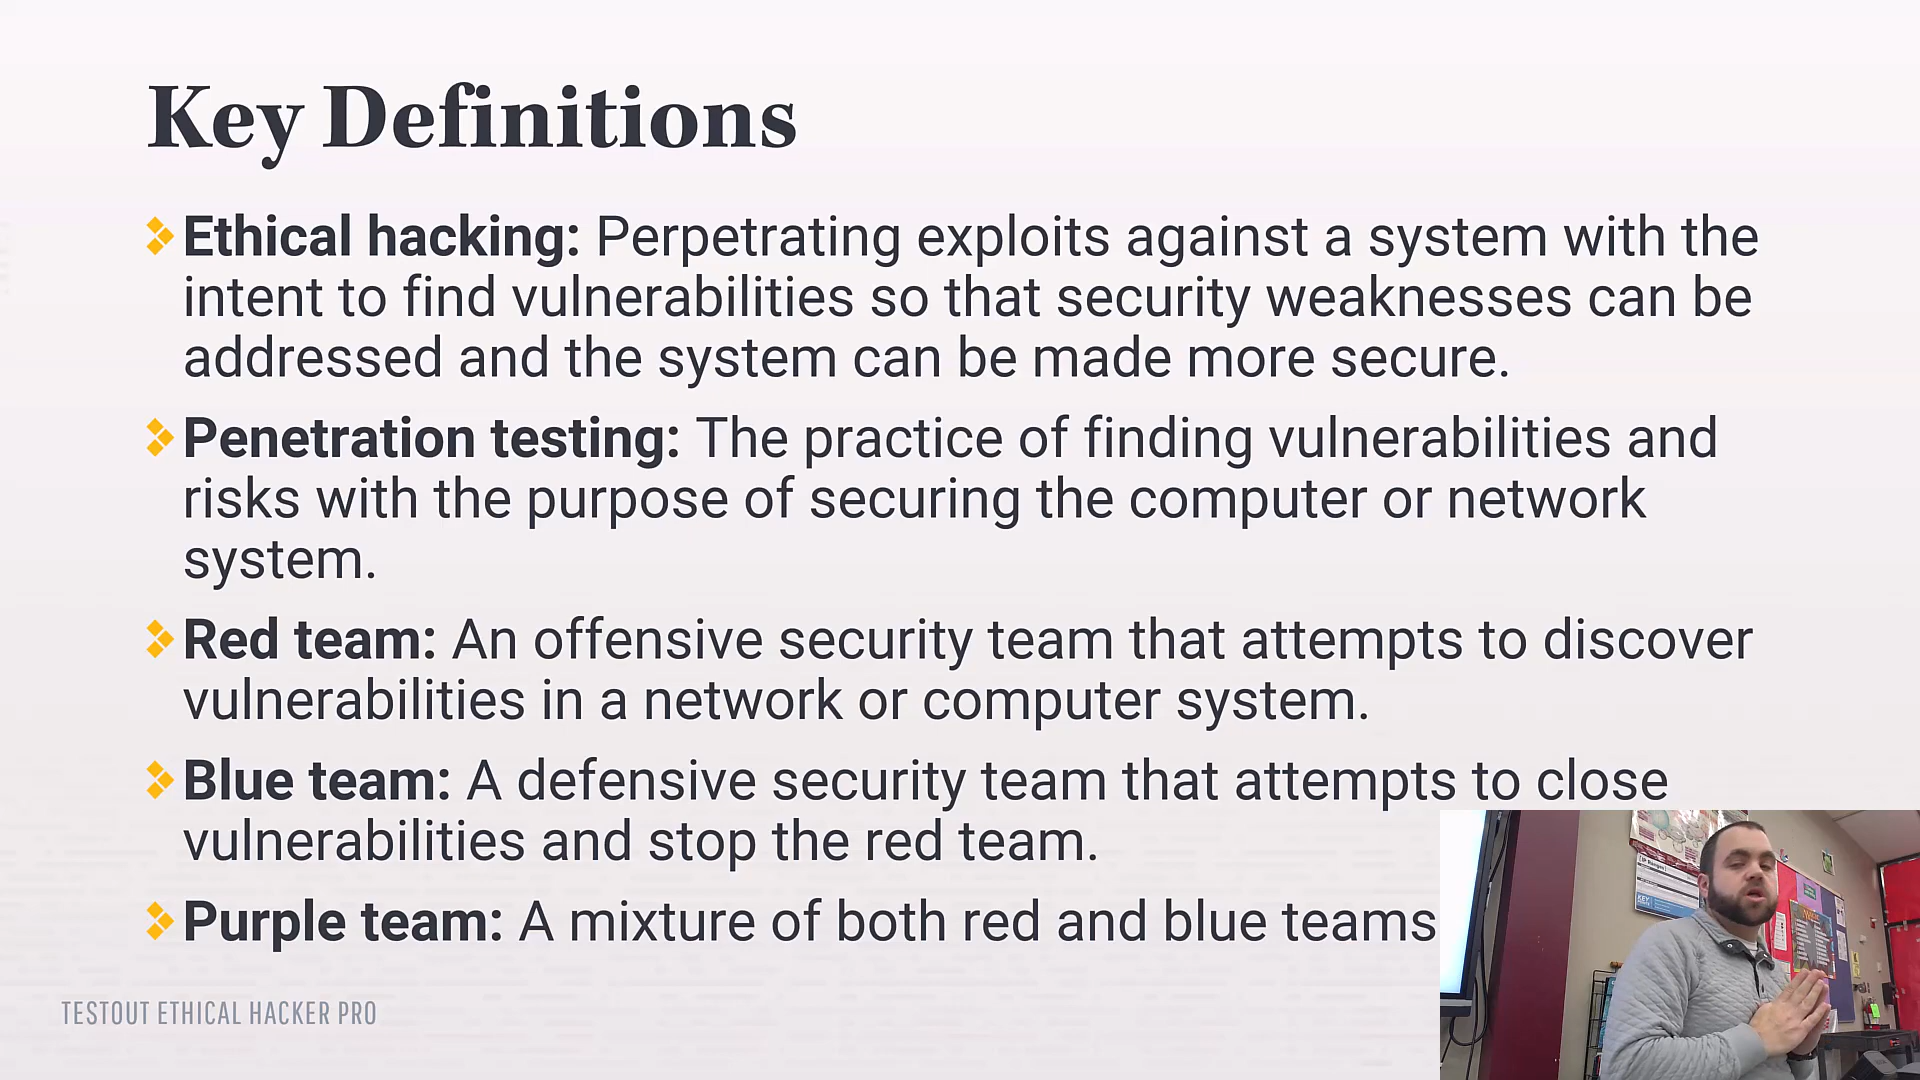 Key Definitions
Ethical hacking: Perpetrating exploits against a system with the
intent to find vulnerabilities so that security weaknesses can be
addressed and the system can be made more secure.
Penetration testing: The practice of finding vulnerabilities and
risks with the purpose of securing the computer or network
system.
Red team: An offensive security team that attempts to discover
vulnerabilities in a network or computer system.
Blue team: A defensive security team that attempts to close
vulnerabilities and stop the red team.
Purple team: A mixture of both red and blue teams
TESTOUT ETHICAL HACKER PRO